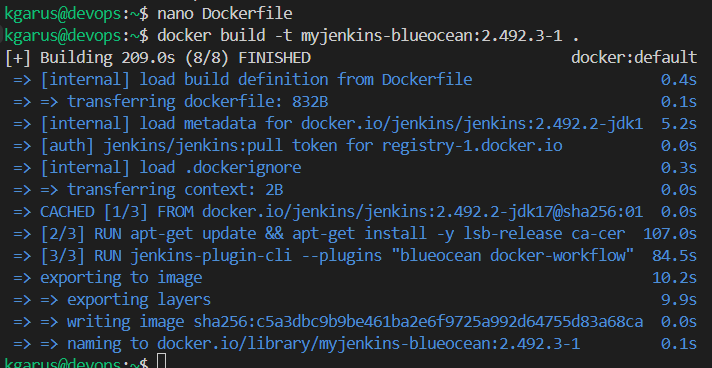 kgarus@devops:~$ nano Dockerfile
kgarus@devops:~$ docker build -t myjenkins-blueocean:2.492.3-1 .
[+] Building 209.0s (8/8) FINISHED docker:default
=> [internal] load build definition from Dockerfile 0.4s
=> => transferring dockerfile: 832B 0.1s
=> [internal] load metadata for docker.io/jenkins/jenkins:2.492.2-jdk1 5.2s
=> [auth] jenkins/jenkins:pull token for registry-1.docker.io 0.0s
=> [internal] load .dockerignore 0.3s
=> => transferring context: 2B 0.0s
=> CACHED [1/3] FROM docker.io/jenkins/jenkins:2.492.2-jdk17@sha256:01 0.0s
=> [2/3] RUN apt-get update && apt-get install -y lsb-release ca-cer 107.0s
=> [3/3] RUN jenkins-plugin-cli --plugins "blueocean docker-workflow" 84.5s
=> exporting to image 10.2s
=> => exporting layers 9.9s
=> => writing image sha256:c5a3dbc9b9be461ba2e6f9725a992d64755d83a68ca 0.0s
=> => naming to docker.io/library/myjenkins-blueocean:2.492.3-1 0.1s
kgarus@devops:~$